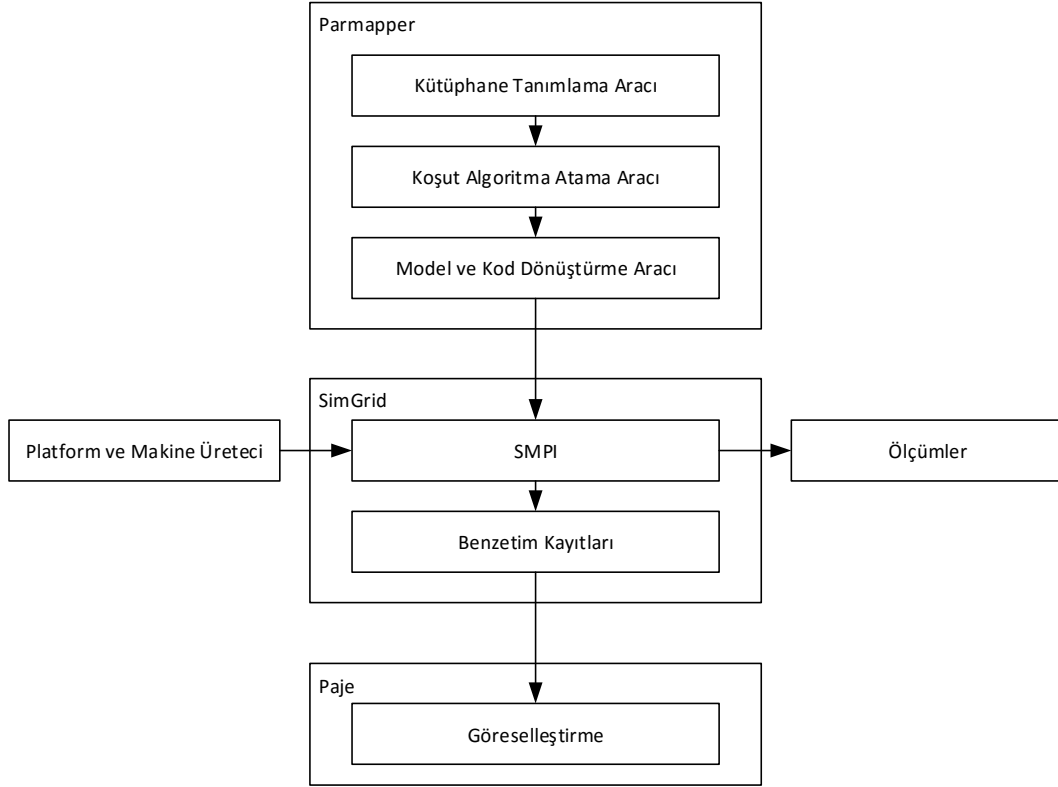 Parmapper
Kütüphane Tanımlama Aracı
Koşut Algoritma Atama Aracı
Model ve Kod Dönüştürme Aracı
SimGrid
Platform ve Makine Üreteci
SMPI
Ölçümler
Benzetim Kayıtları
Paje
Göreselleştirme